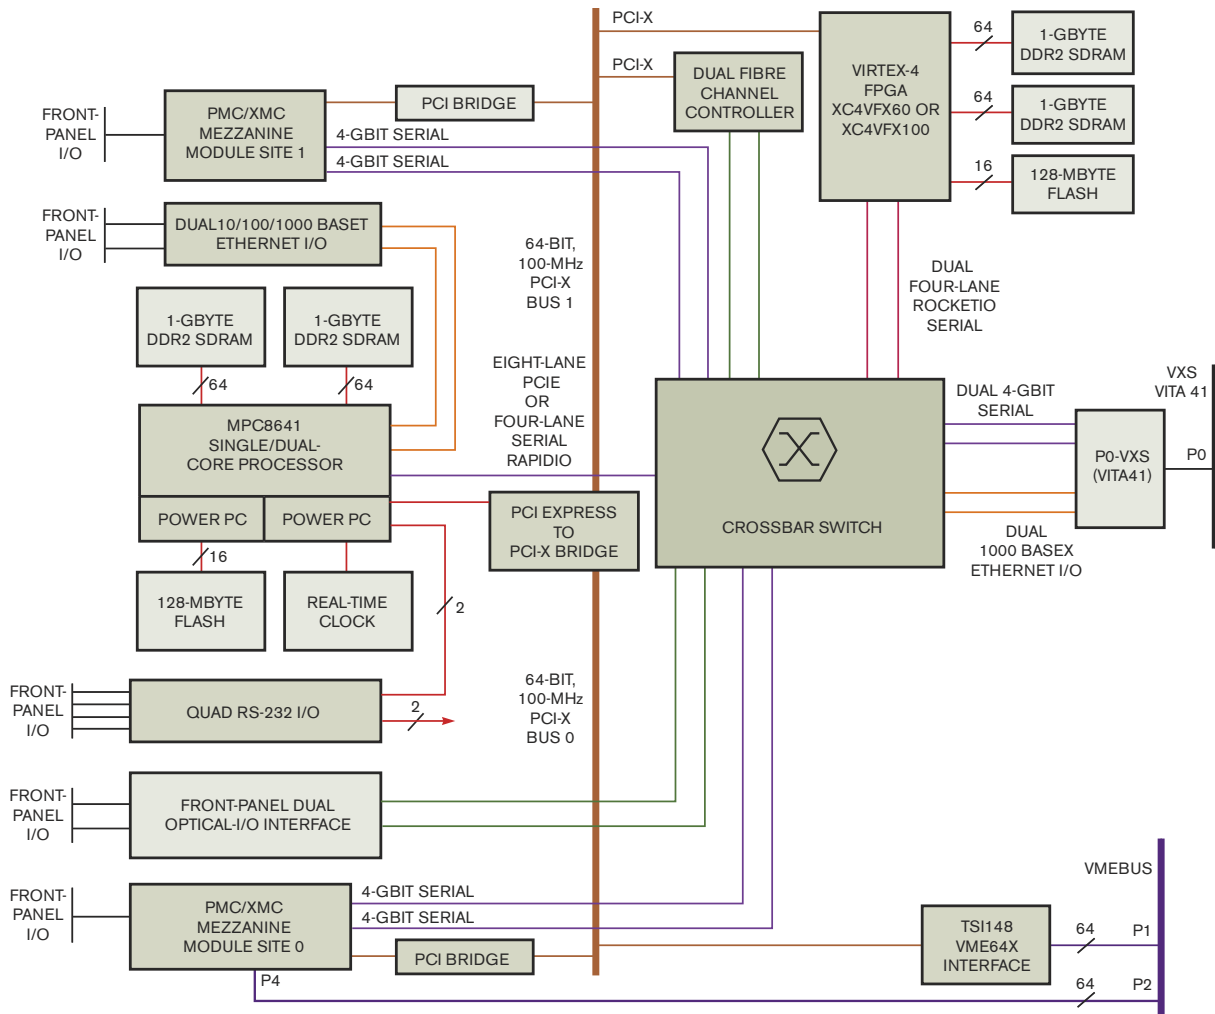 PCI-X
PCI-X
64
1-GBYTE
DDR2 SDRAM
64
1-GBYTE
DDR2 SDRAM
16
128-MBYTE
FLASH
VIRTEX-4
FPGA
XC4VFX60 OR
XC4VFX100
DUAL FIBRE
CHANNEL
CONTROLLER
PCI BRIDGE
FRONT-
PANEL
I/O
PMC/XMC
MEZZANINE
MODULE SITE 1
4-GBIT SERIAL
4-GBIT SERIAL
FRONT-
PANEL
I/O
DUAL10/100/1000 BASET
ETHERNET I/O
64-BIT,
100-MHz
PCI-X
BUS 1
DUAL
FOUR-LANE
ROCKETIO
SERIAL
1-GBYTE
DDR2 SDRAM
1-GBYTE
DDR2 SDRAM
64
64
EIGHT-LANE
PCIE
OR
FOUR-LANE
SERIAL
RAPIDIO
MPC8641
SINGLE/DUAL-
CORE PROCESSOR
POWER PC
POWER PC
PCI EXPRESS
TO
PCI-X BRIDGE
CROSSBAR SWITCH
DUAL 4-GBIT
SERIAL
VXS
VITA 41
P0-VXS
(VITA41)
P0
DUAL
1000 BASEX
ETHERNET I/O
16
128-MBYTE
FLASH
REAL-TIME
CLOCK
2
FRONT-
PANEL
I/O
QUAD RS-232 I/O
2
64-BIT,
100-MHz
PCI-X
BUS 0
FRONT-
PANEL
I/O
FRONT-PANEL DUAL
OPTICAL-I/O INTERFACE
FRONT-
PANEL
I/O
PMC/XMC
MEZZANINE
MODULE SITE 0
4-GBIT SERIAL
4-GBIT SERIAL
PCI BRIDGE
P4
VMEBUS
TSI148
VME64X
INTERFACE
64
P1
64
P2